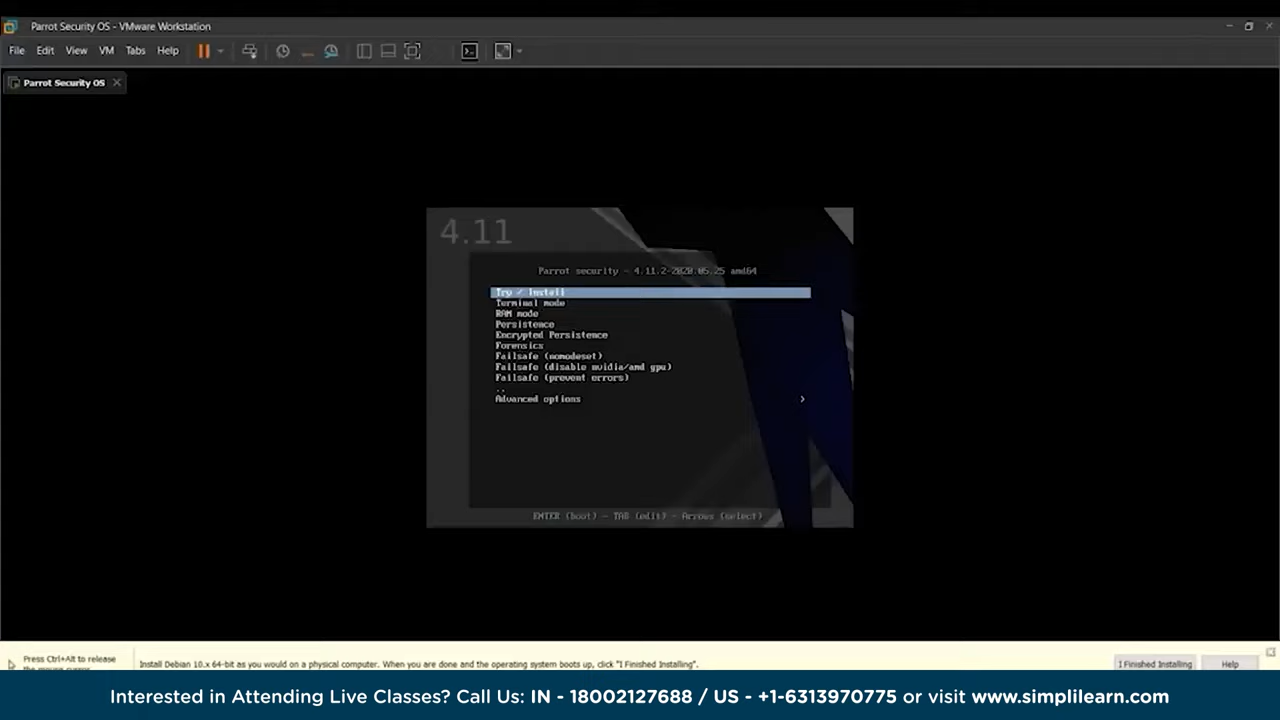 Parrot Security OS - VMware Workstation
File Edit View VM Tabs Help
Parrot Security OS
4.11
Parrot security - 4.11.2-2020.05.25 amd64
Try / Install
Terminal mode
RAM mode
Persistence
Encrypted Persistence
Forensics
Failsafe (nomodeset)
Failsafe (disable nvidia/amd gpu)
Failsafe (prevent errors)
..
Advanced options >
ENTER (boot) - TAB (edit) - Arrows (select)
Press Ctrl+Alt to release
Install Debian 10.x 64-bit as you would on a physical computer. When you are done and the operating system boots up, click "I Finished Installing".
I Finished Installing Help
Interested in Attending Live Classes? Call Us: IN - 18002127688 / US - +1-6313970775 or visit www.simplilearn.com